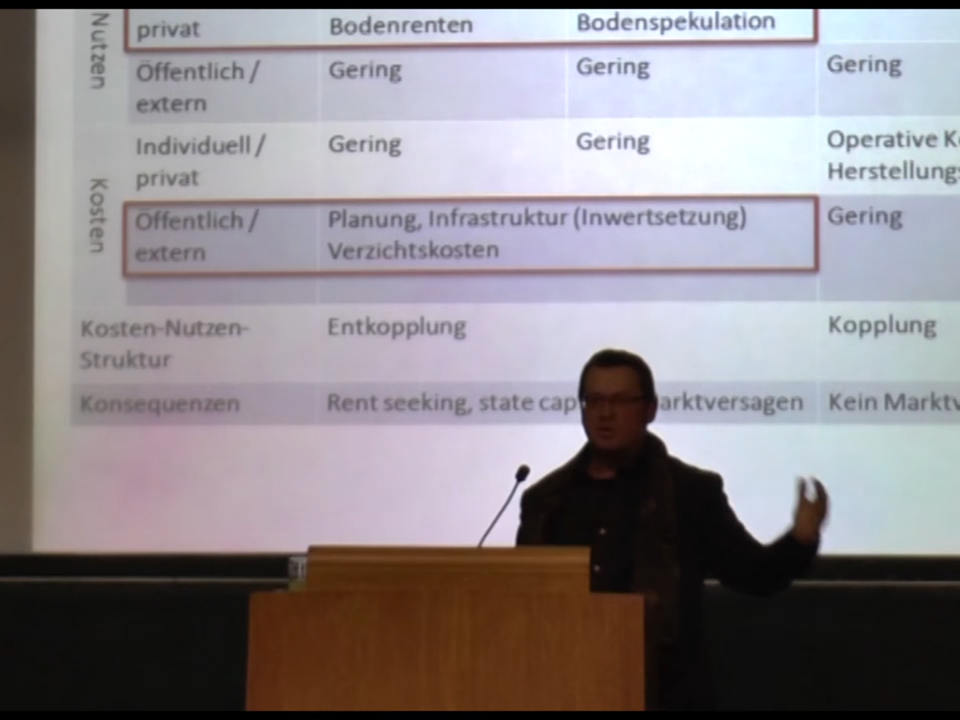 Nutzen
privat Bodenrenten Bodenspekulation
Öffentlich / Gering Gering Gering
extern
Individuell / Gering Gering Operative
privat Herstellungs
Kosten
Öffentlich / Planung, Infrastruktur (Inwertsetzung) Gering
extern Verzichtskosten
Kosten-Nutzen- Entkopplung Kopplung
Struktur
Konsequenzen Rent seeking, state cap arktversagen Kein Marktv